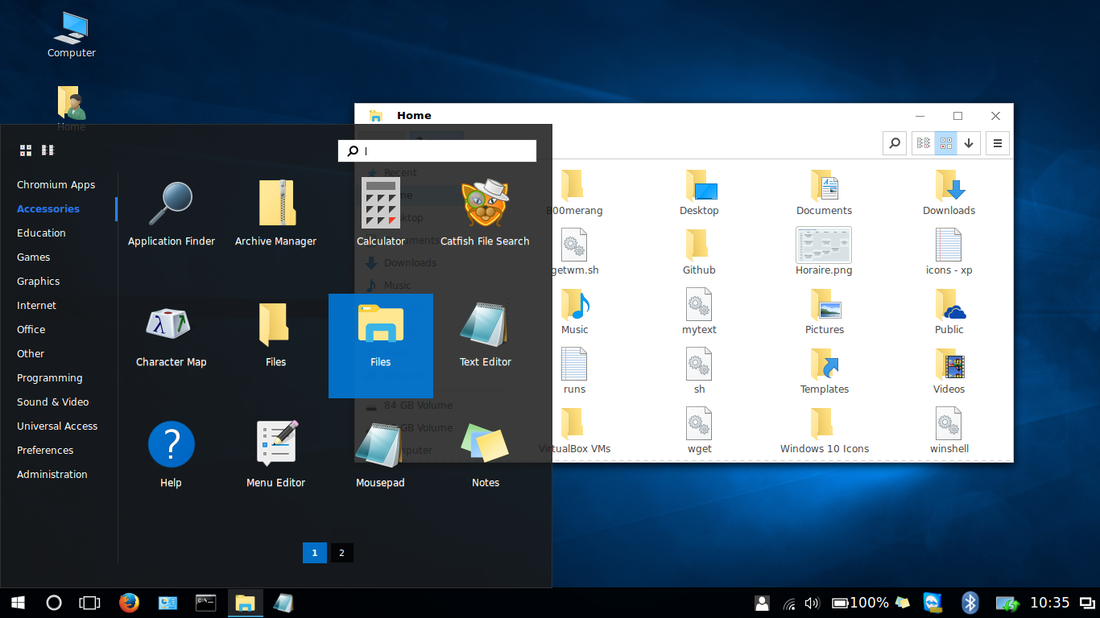 Computer
Home
Home
Chromium Apps
Accessories
Education
Games
Graphics
Internet
Office
Other
Programming
Sound & Video
Universal Access
Preferences
Administration
Application Finder
Archive Manager
Calculator
Catfish File Search
Character Map
Files
Files
Text Editor
Help
Menu Editor
Mousepad
Notes
1
2
Recent
Downloads
Music
84 GB Volume
GB Volume
B00merang
Desktop
Documents
Downloads
getwm.sh
Github
Horaire.png
icons - xp
Music
mytext
Pictures
Public
runs
sh
Templates
Videos
VirtualBox VMs
wget
Windows 10 Icons
winshell
100%
10:35